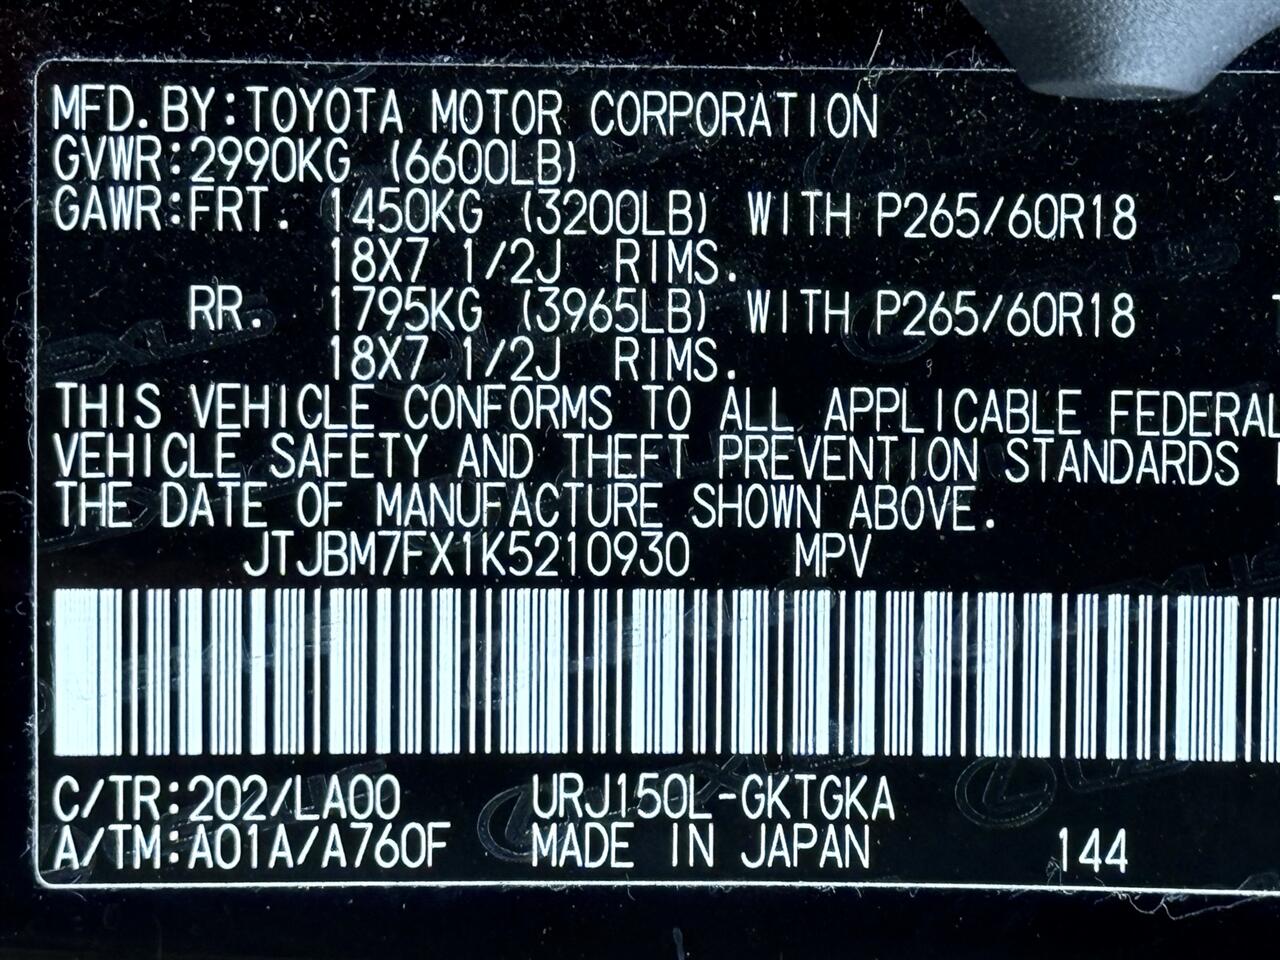 MFD. BY: TOYOTA MOTOR CORPORATION
GVWR: 2990KG (6600LB)
GAWR: FRT. 1450KG (3200LB) WITH P265/60R18
18X7 1/2J RIMS.
RR. 1795KG (3965LB) WITH P265/60R18
18X7 1/2J RIMS.
THIS VEHICLE CONFORMS TO ALL APPLICABLE FEDERAL
VEHICLE SAFETY AND THEFT PREVENTION STANDARDS
THE DATE OF MANUFACTURE SHOWN ABOVE.
JTJBM7FX1K5210930 MPV
C/TR: 202/LA00 URJ150L-GKTGKA
A/TM: A01A/A760F MADE IN JAPAN 144